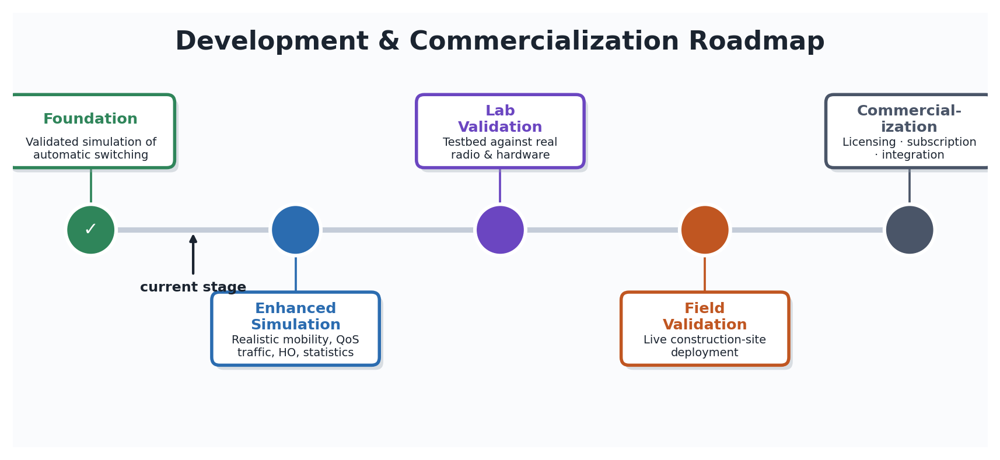 Development & Commercialization Roadmap
Foundation
Validated simulation of
automatic switching
Lab
Validation
Testbed against real
radio & hardware
Commercial-
ization
Licensing · subscription
· integration
✓
current stage
Enhanced
Simulation
Realistic mobility, QoS
traffic, HO, statistics
Field
Validation
Live construction-site
deployment